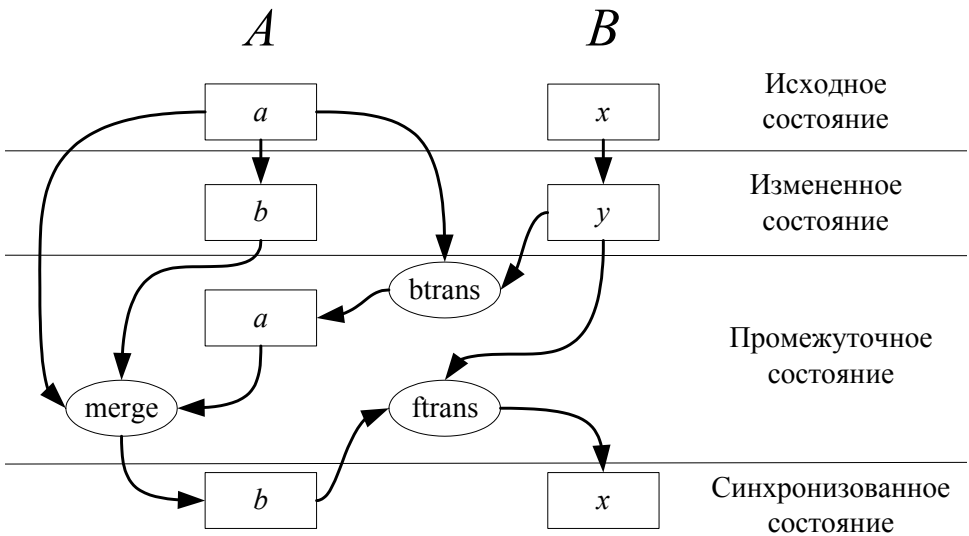 A
B
a
x
Исходное
состояние
b
y
Измененное
состояние
btrans
a
Промежуточное
состояние
merge
ftrans
b
x
Синхронизованное
состояние